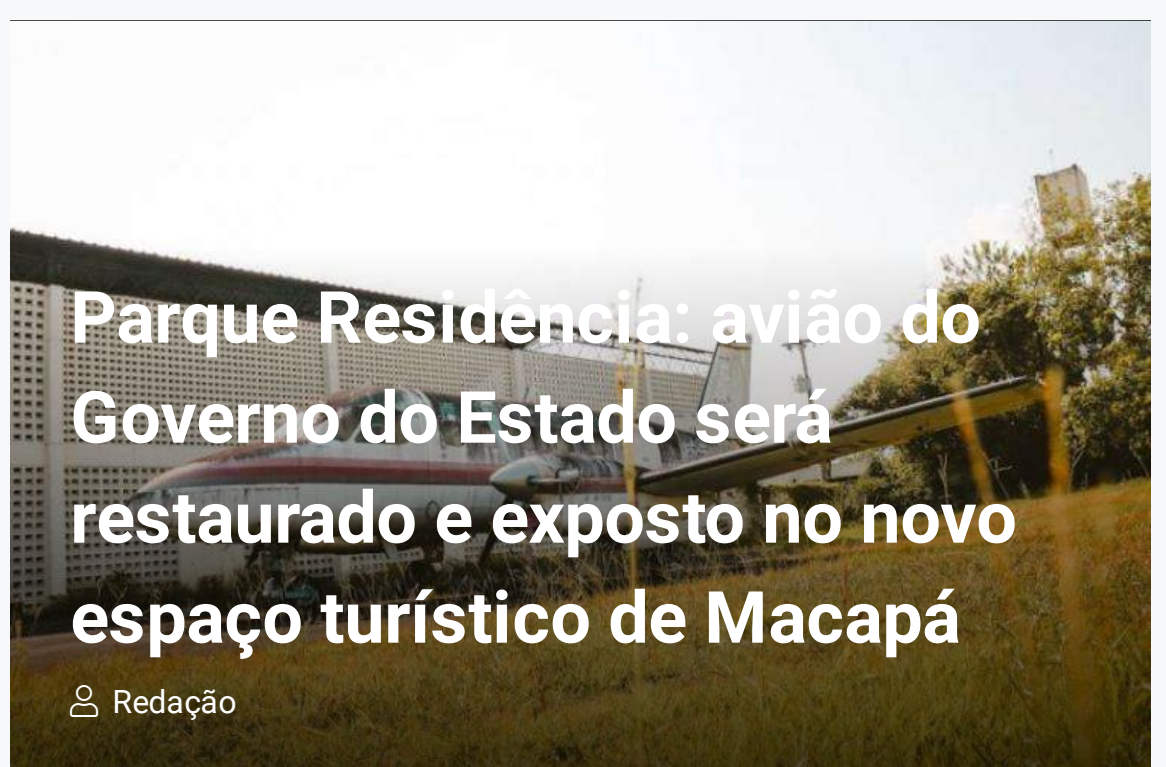 Parque Residência: avião do
Governo do Estado será
restaurado e exposto no novo
espaço turístico de Macapá
Redação